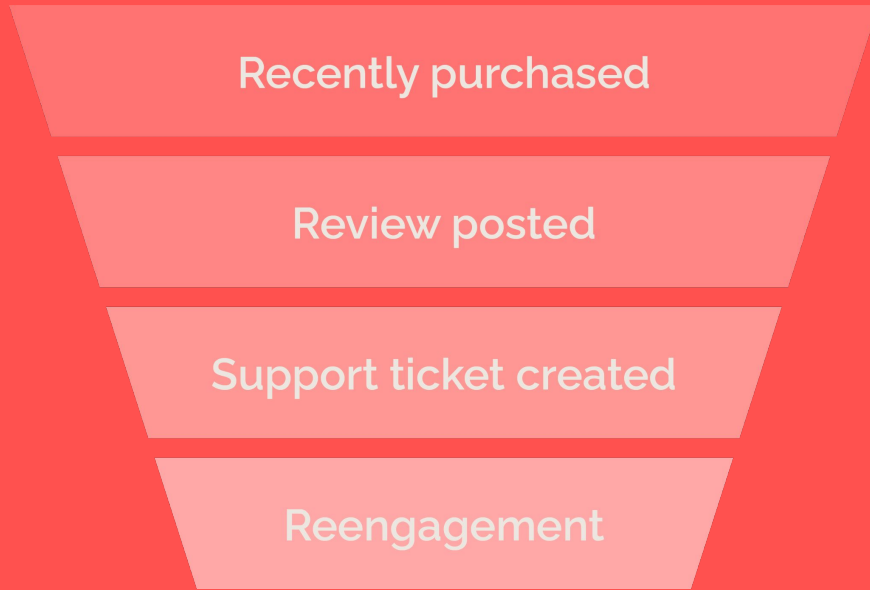 Recently purchased
Review posted
Support ticket created
Reengagement